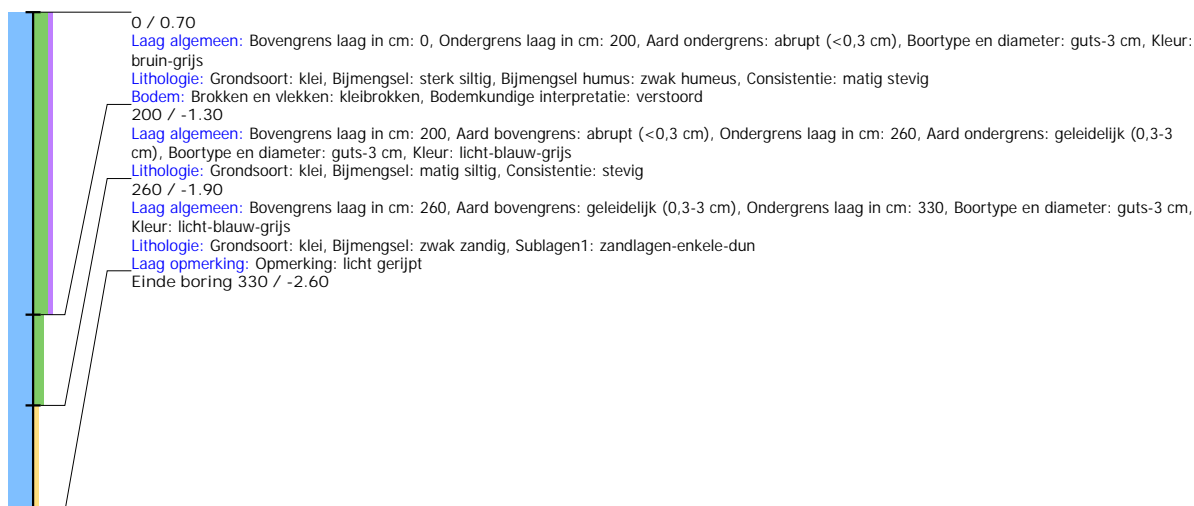 0 / 0.70
Laag algemeen: Bovengrens laag in cm: 0, Ondergrens laag in cm: 200, Aard ondergrens: abrupt (<0,3 cm), Boortype en diameter: guts-3 cm, Kleur:
bruin-grijs
Lithologie: Grondsoort: klei, Bijmengsel: sterk siltig, Bijmengsel humus: zwak humeus, Consistentie: matig stevig
Bodem: Brokken en vlekken: kleibrokken, Bodemkundige interpretatie: verstoord
200 / -1.30
Laag algemeen: Bovengrens laag in cm: 200, Aard bovengrens: abrupt (<0,3 cm), Ondergrens laag in cm: 260, Aard ondergrens: geleidelijk (0,3-3
cm), Boortype en diameter: guts-3 cm, Kleur: licht-blauw-grijs
Lithologie: Grondsoort: klei, Bijmengsel: matig siltig, Consistentie: stevig
260 / -1.90
Laag algemeen: Bovengrens laag in cm: 260, Aard bovengrens: geleidelijk (0,3-3 cm), Ondergrens laag in cm: 330, Boortype en diameter: guts-3 cm,
Kleur: licht-blauw-grijs
Lithologie: Grondsoort: klei, Bijmengsel: zwak zandig, Sublagen1: zandlagen-enkele-dun
Laag opmerking: Opmerking: licht gerijpt
Einde boring 330 / -2.60